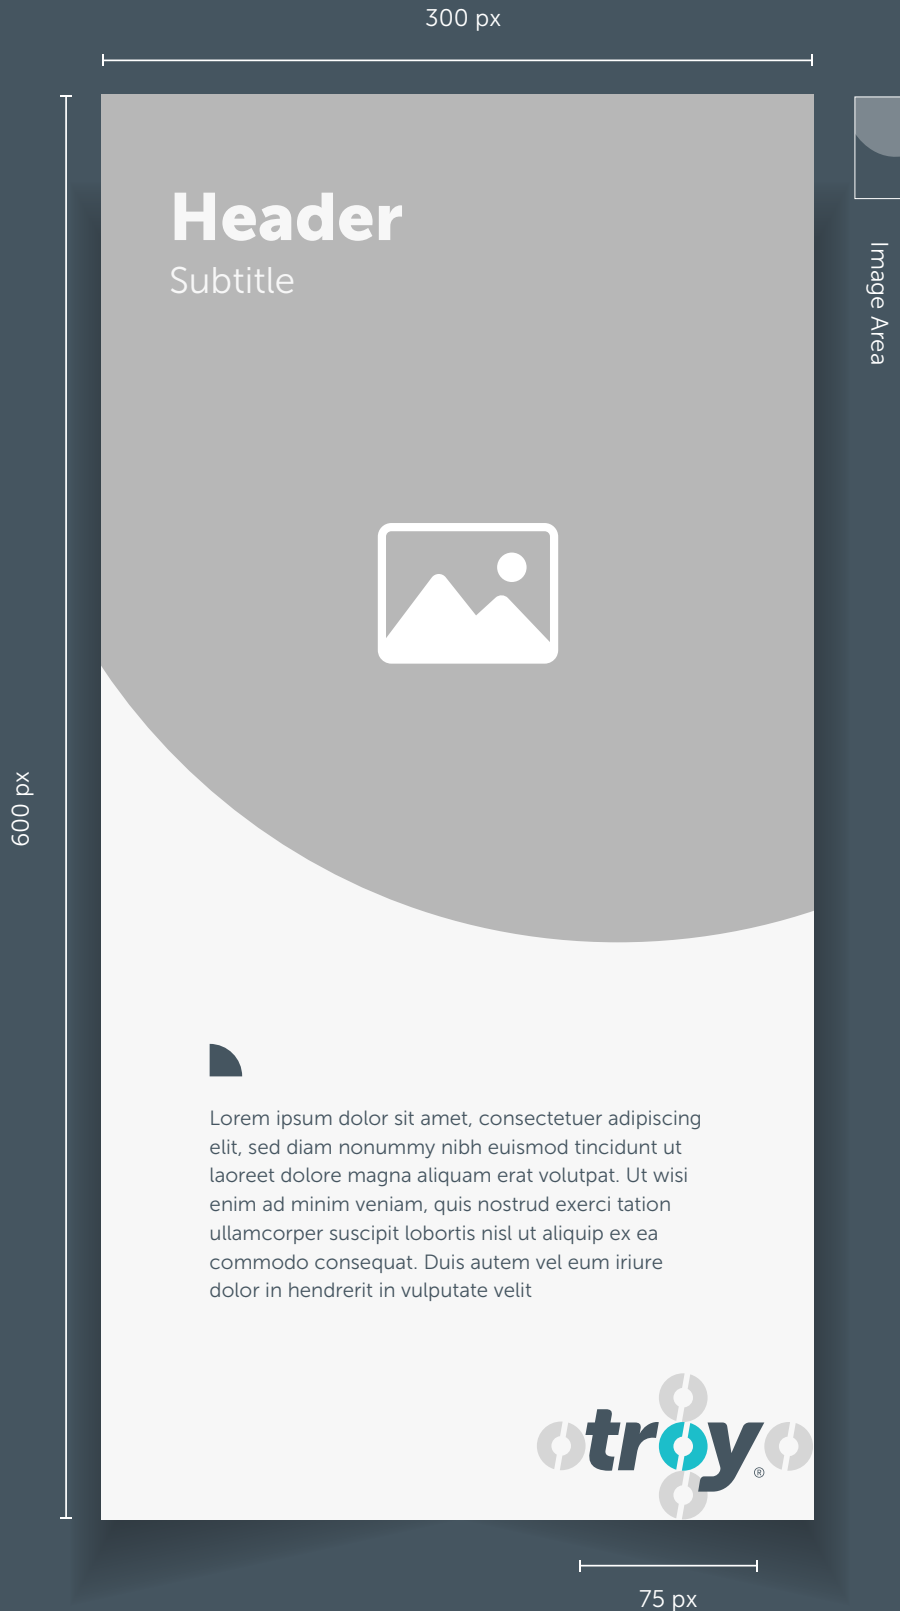 300 px
Header
Subtitle
Image Area
600 px
Lorem ipsum dolor sit amet, consectetuer adipiscing
elit, sed diam nonummy nibh euismod tincidunt ut
laoreet dolore magna aliquam erat volutpat. Ut wisi
enim ad minim veniam, quis nostrud exerci tation
ullamcorper suscipit lobortis nisl ut aliquip ex ea
commodo consequat. Duis autem vel eum iriure
dolor in hendrerit in vulputate velit
troy®
75 px